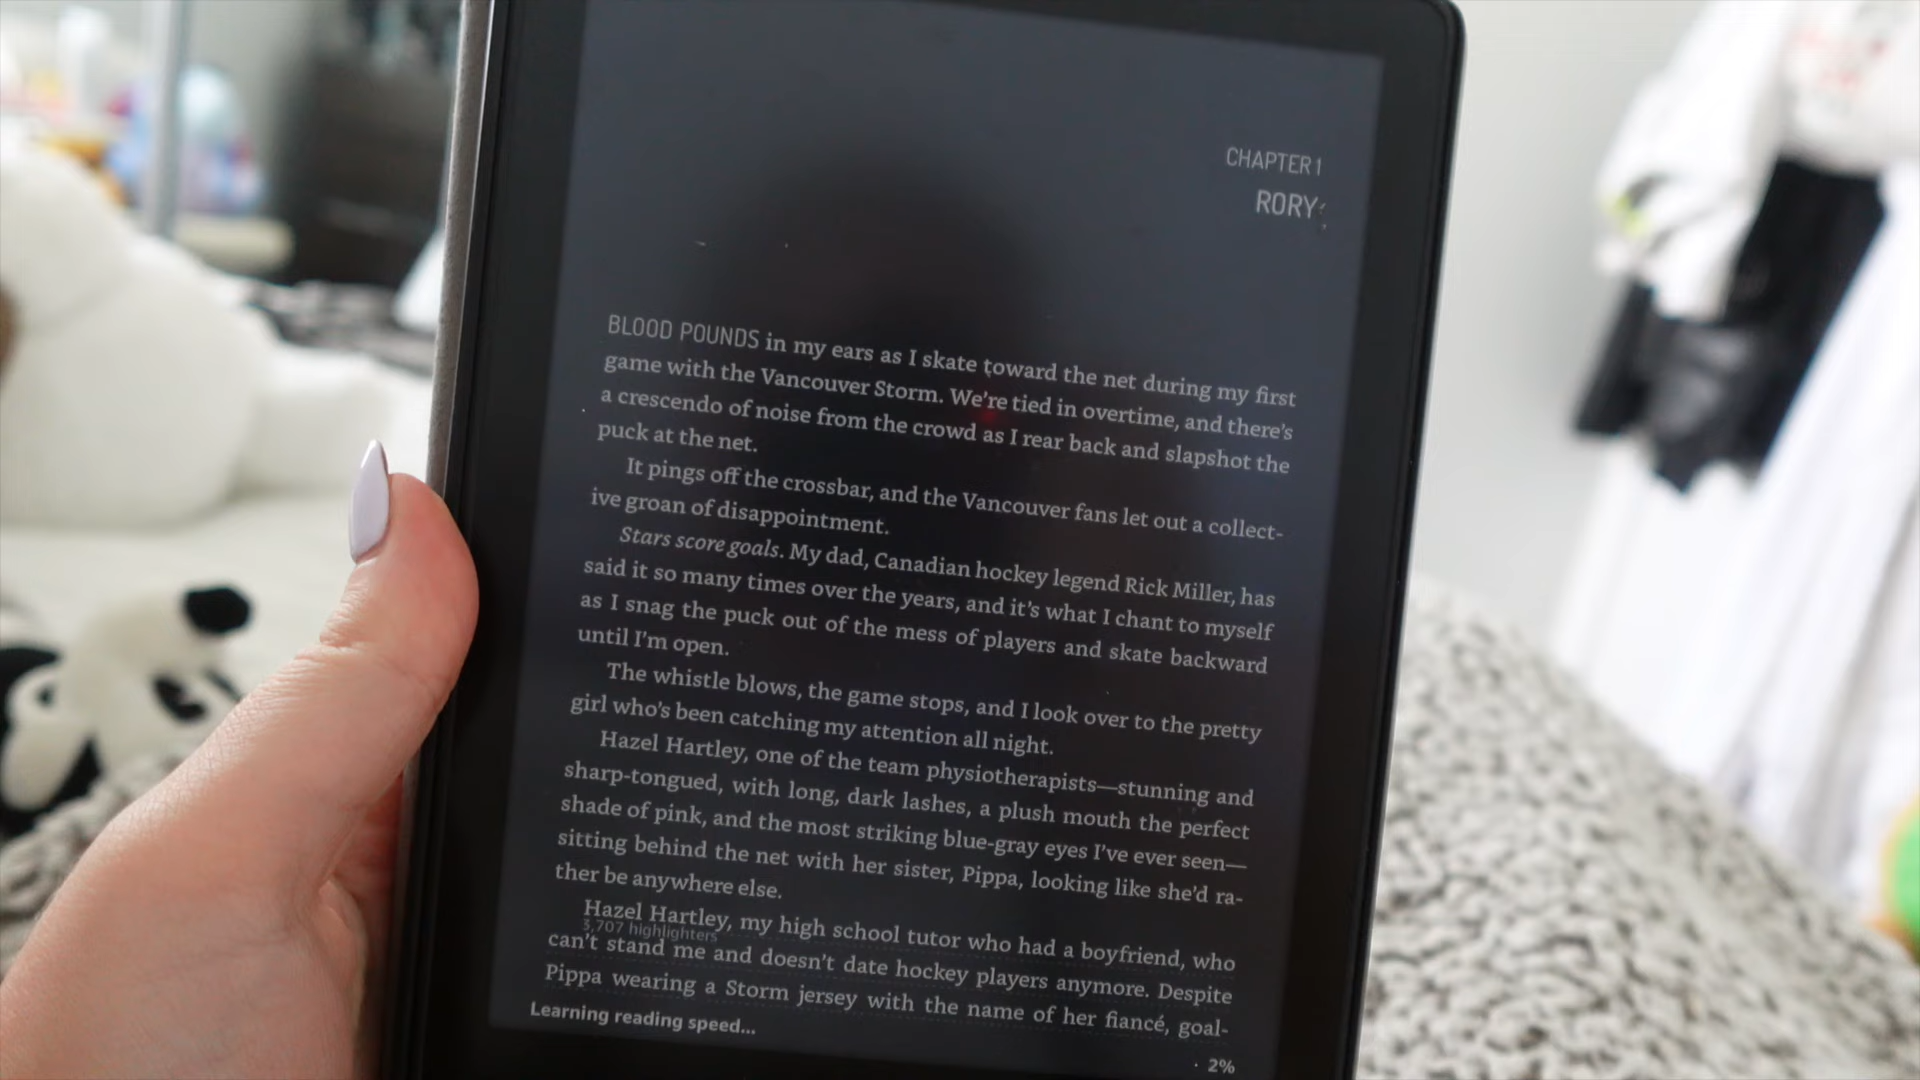 CHAPTER 1
RORY
BLOOD POUNDS in my ears as I skate toward the net during my first
game with the Vancouver Storm. We're tied in overtime, and there's
a crescendo of noise from the crowd as I rear back and slapshot the
puck at the net.
It pings off the crossbar, and the Vancouver fans let out a collect-
ive groan of disappointment.
Stars score goals. My dad, Canadian hockey legend Rick Miller, has
said it so many times over the years, and it's what I chant to myself
as I snag the puck out of the mess of players and skate backward
until I'm open.
The whistle blows, the game stops, and I look over to the pretty
girl who's been catching my attention all night.
Hazel Hartley, one of the team physiotherapists—stunning and
sharp-tongued, with long, dark lashes, a plush mouth the perfect
shade of pink, and the most striking blue-gray eyes I've ever seen—
sitting behind the net with her sister, Pippa, looking like she'd ra-
ther be anywhere else.
Hazel Hartley, my high school tutor who had a boyfriend, who
3,707 highlighters
can't stand me and doesn't date hockey players anymore. Despite
Pippa wearing a Storm jersey with the name of her fiancé, goal-
Learning reading speed...
· 2%